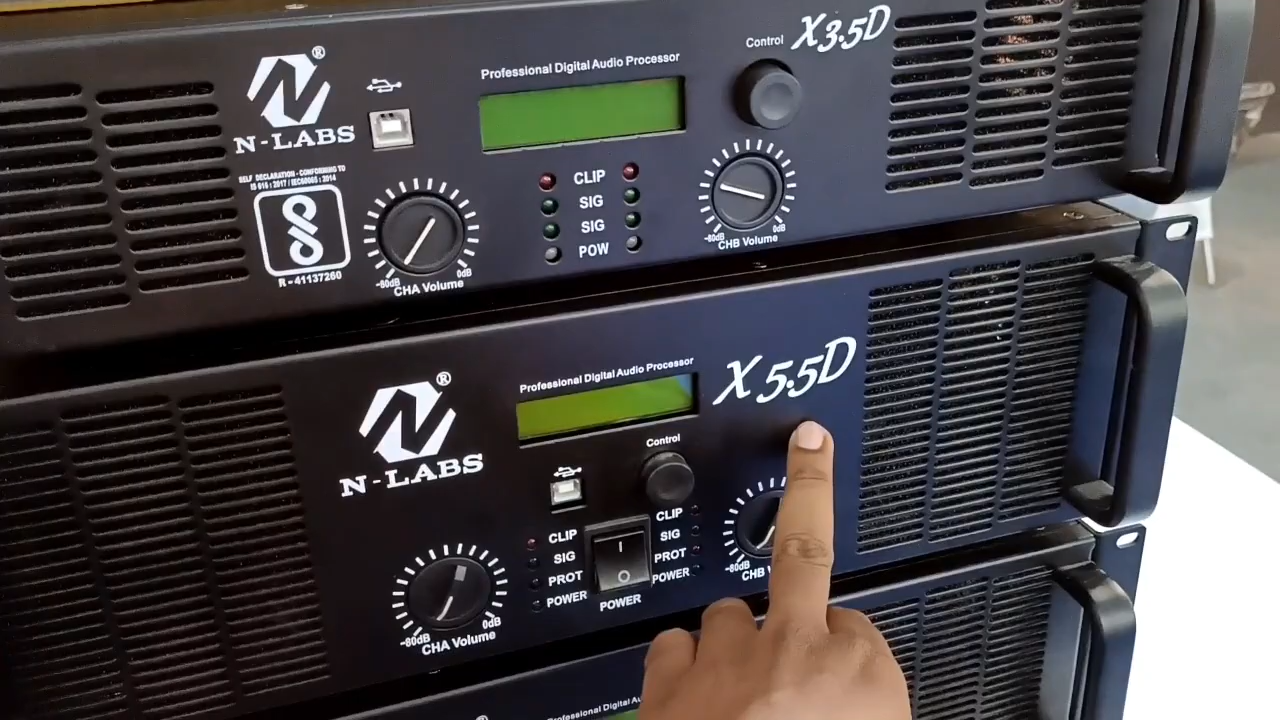 X3.5D
Control
Professional Digital Audio Processor
®
N-LABS
SELF DECLARATION - CONFORMING TO
IS 616 : 2017 / IEC60065 : 2014
R - 41137260
CLIP
SIG
SIG
POW
-80dB
0dB
CHA Volume
-80dB
0dB
CHB Volume
Professional Digital Audio Processor
X5.5D
®
N-LABS
Control
CLIP
SIG
PROT
POWER
CLIP
SIG
PROT
POWER
POWER
-80dB
0dB
CHA Volume
-80dB
CHB
Professional Digital